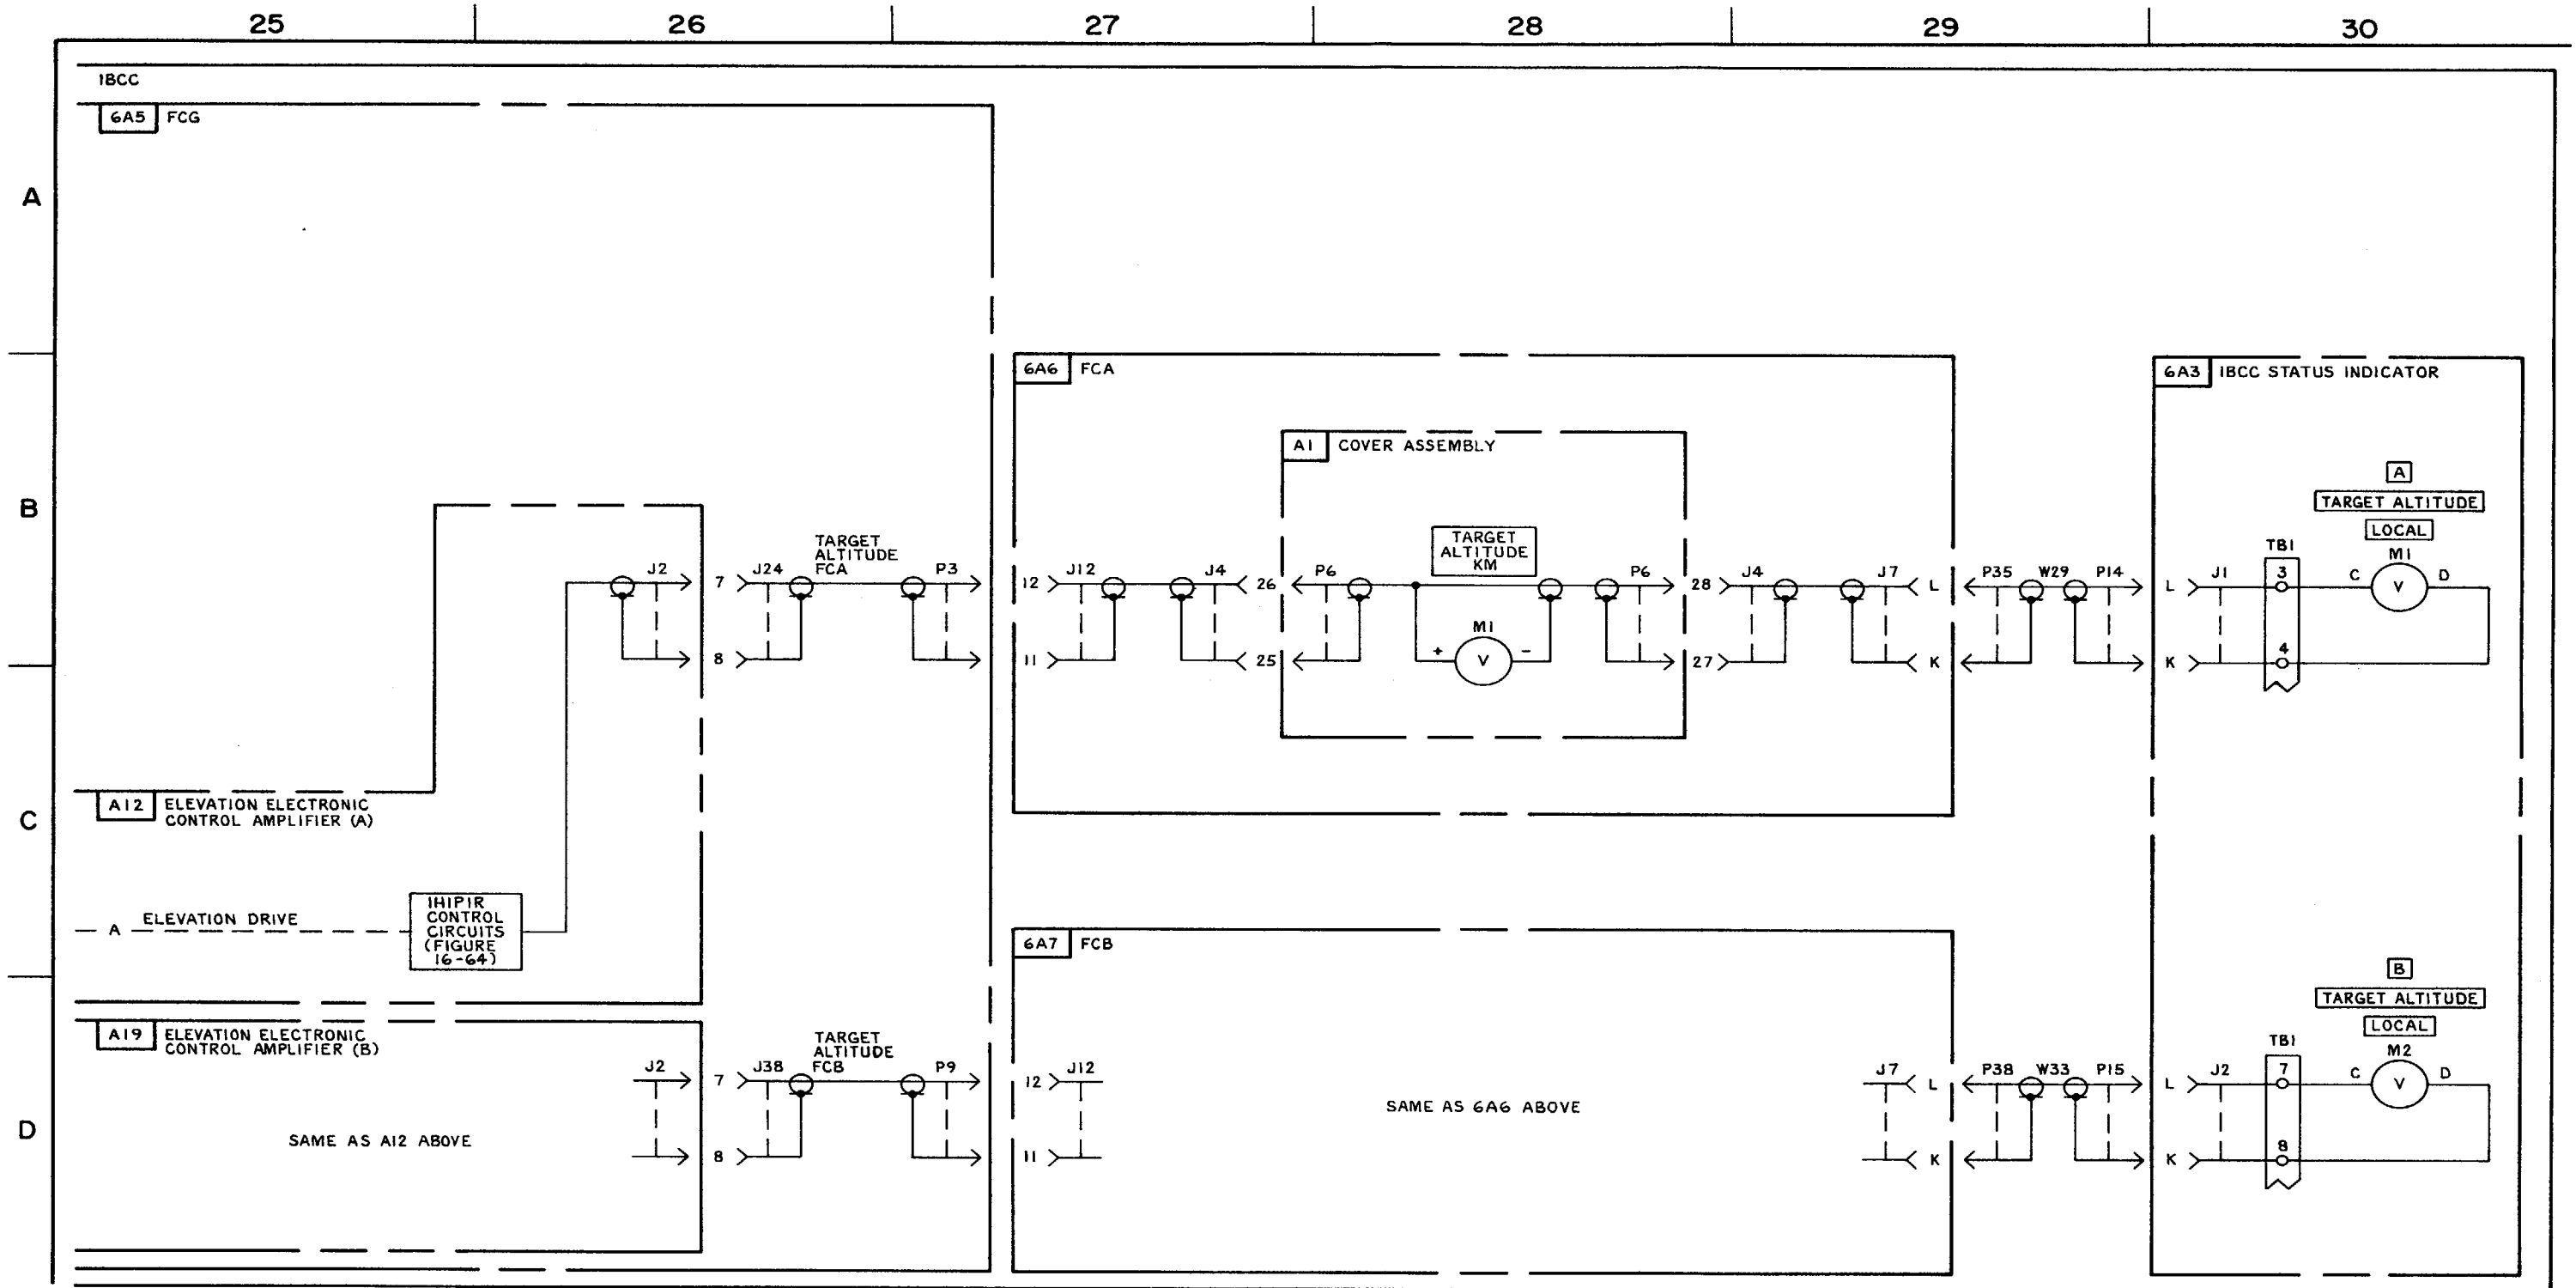 25 26 27 28 29 30
A
B
C
D
IBCC
6A5 FCG
A12 ELEVATION ELECTRONIC
CONTROL AMPLIFIER (A)
A ELEVATION DRIVE
IHIPIR
CONTROL
CIRCUITS
(FIGURE
16-64)
J2 7 J24
8
TARGET
ALTITUDE
FCA
P3
A19 ELEVATION ELECTRONIC
CONTROL AMPLIFIER (B)
SAME AS A12 ABOVE
J2 7 J38
8
TARGET
ALTITUDE
FCB
P9
6A6 FCA
12 J12 J4 26
11 25
A1 COVER ASSEMBLY
P6
TARGET
ALTITUDE
KM
P6
M1
+ V -
28 J4 J7 L
27 K
P35 W29 P14
6A7 FCB
12 J12
11
SAME AS 6A6 ABOVE
J7 L
K
P38 W33 P15
6A3 IBCC STATUS INDICATOR
A
TARGET ALTITUDE
LOCAL
TB1 M1
L J1 3 C V D
K 4
B
TARGET ALTITUDE
LOCAL
TB1 M2
L J2 7 C V D
K 8